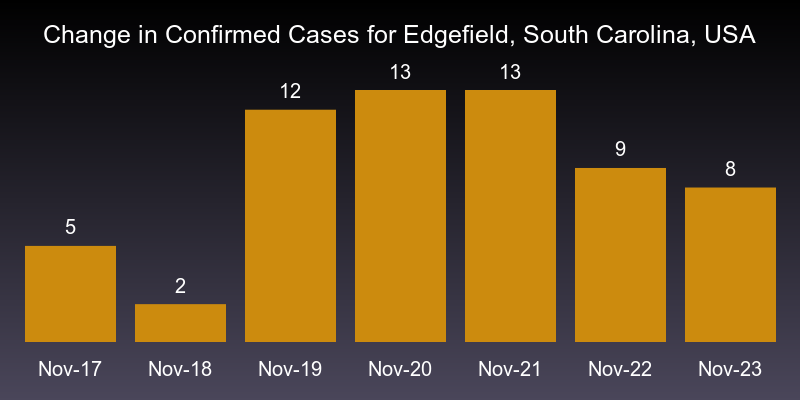 Change in Confirmed Cases for Edgefield, South Carolina, USA
5
2
12
13
13
9
8
Nov-17
Nov-18
Nov-19
Nov-20
Nov-21
Nov-22
Nov-23